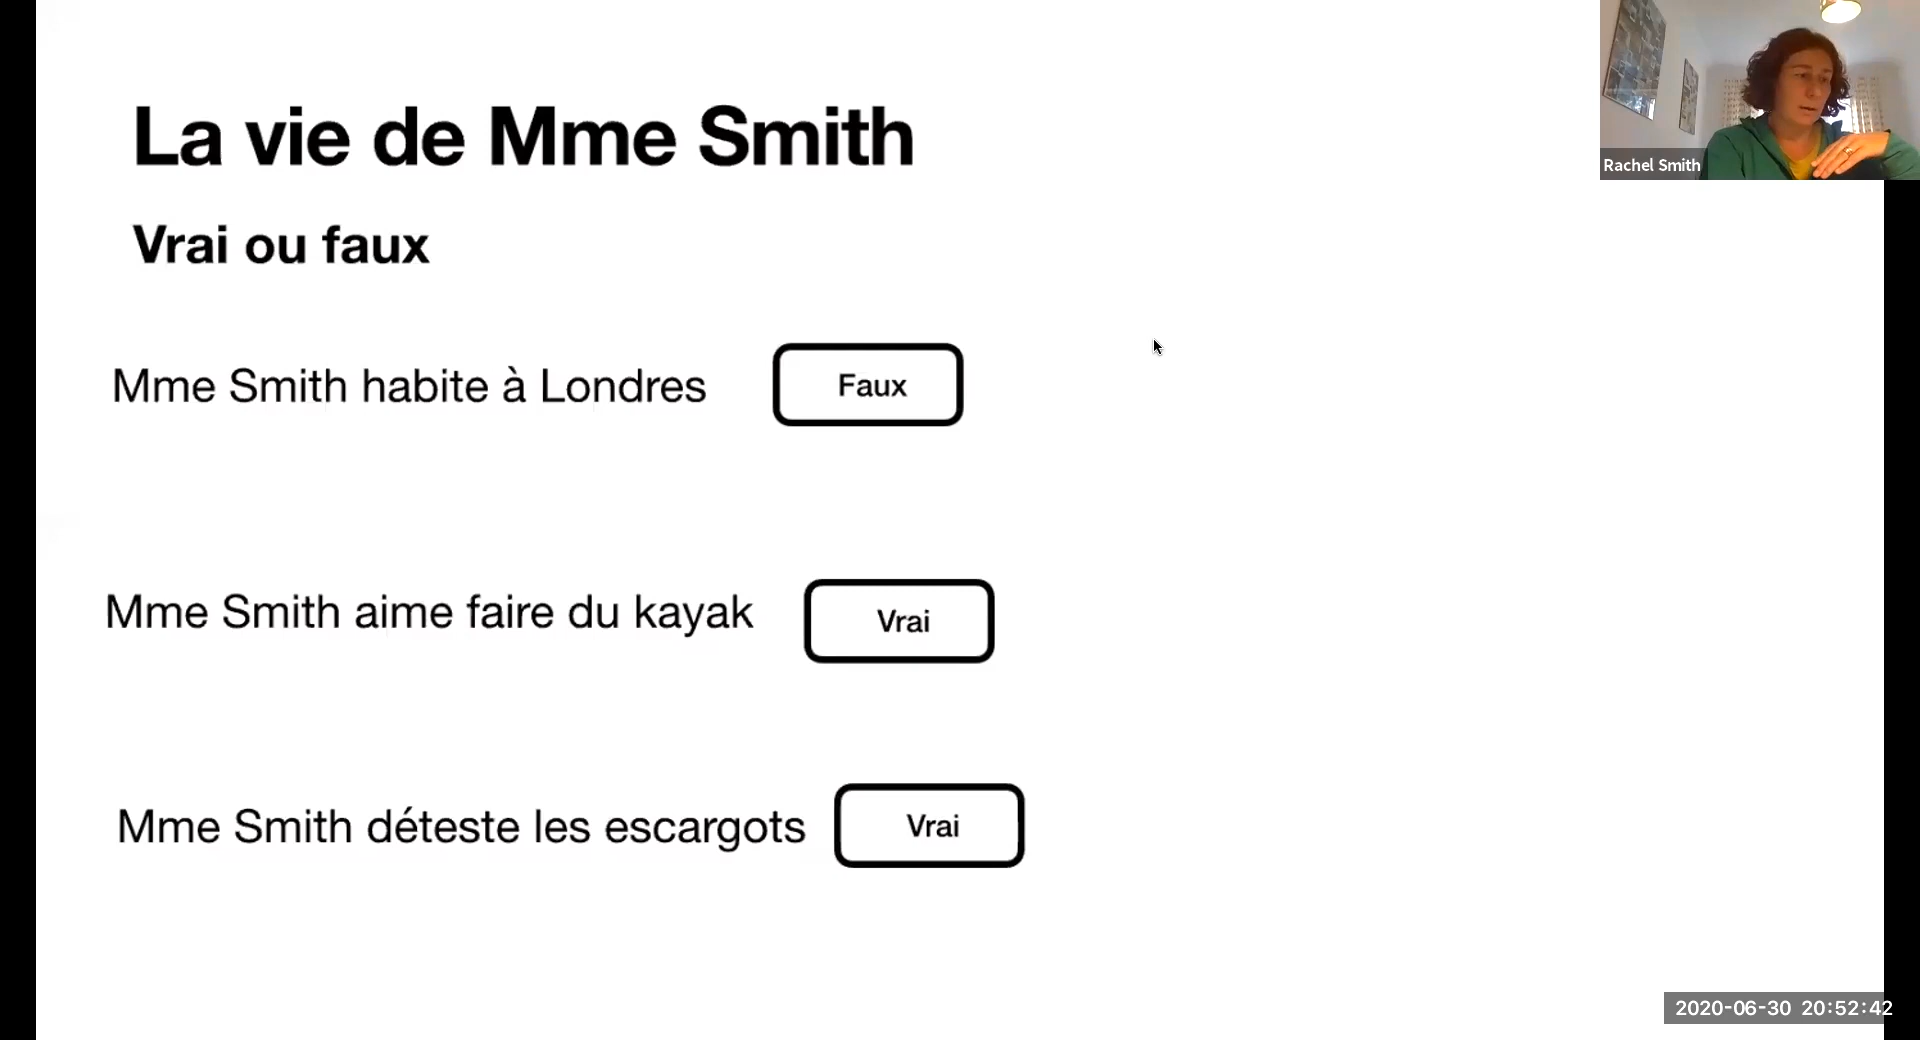 La vie de Mme Smith
Rachel Smith
Vrai ou faux
Mme Smith habite à Londres
Faux
Mme Smith aime faire du kayak
Vrai
Mme Smith déteste les escargots
Vrai
2020-06-30 20:52:42